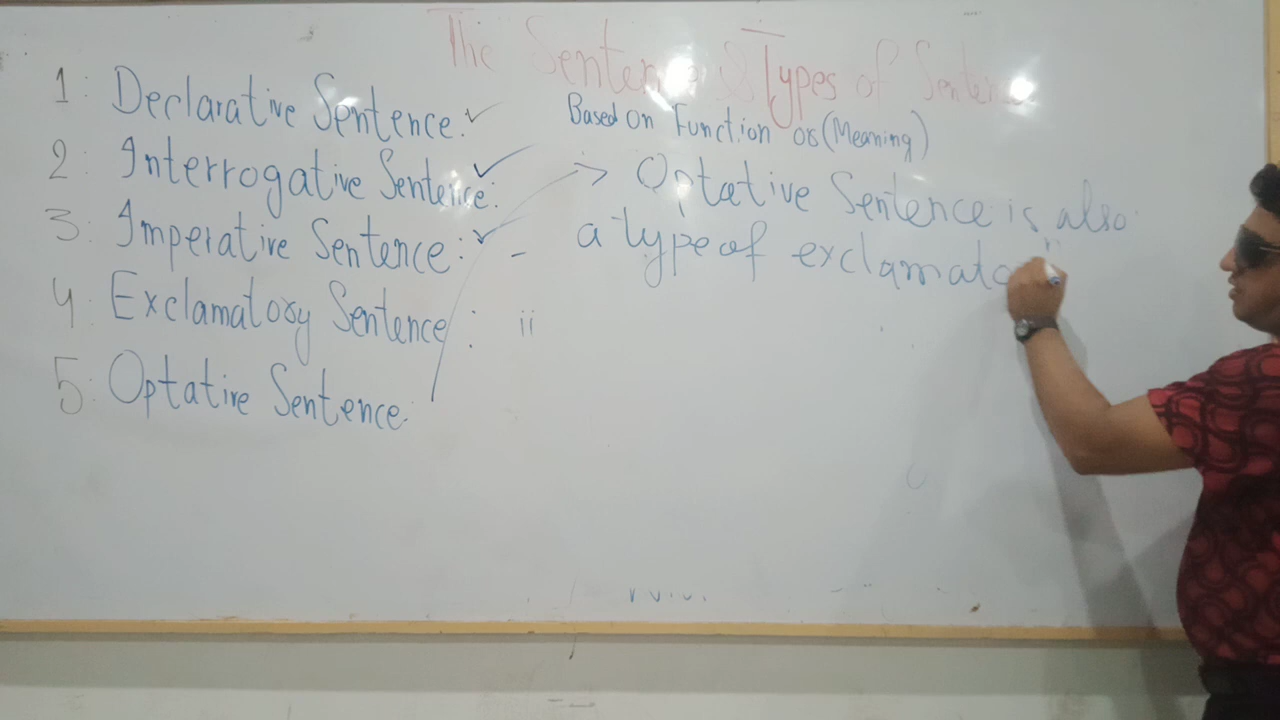 The Sentence & Types of Sentence
Based on Function or (Meaning)
1: Declarative Sentence: ✓
2: Interrogative Sentence: ✓
3: Imperative Sentence: ✓ -
4 Exclamatory Sentence: ii
5: Optative Sentence:
-> Optative Sentence is also
a type of